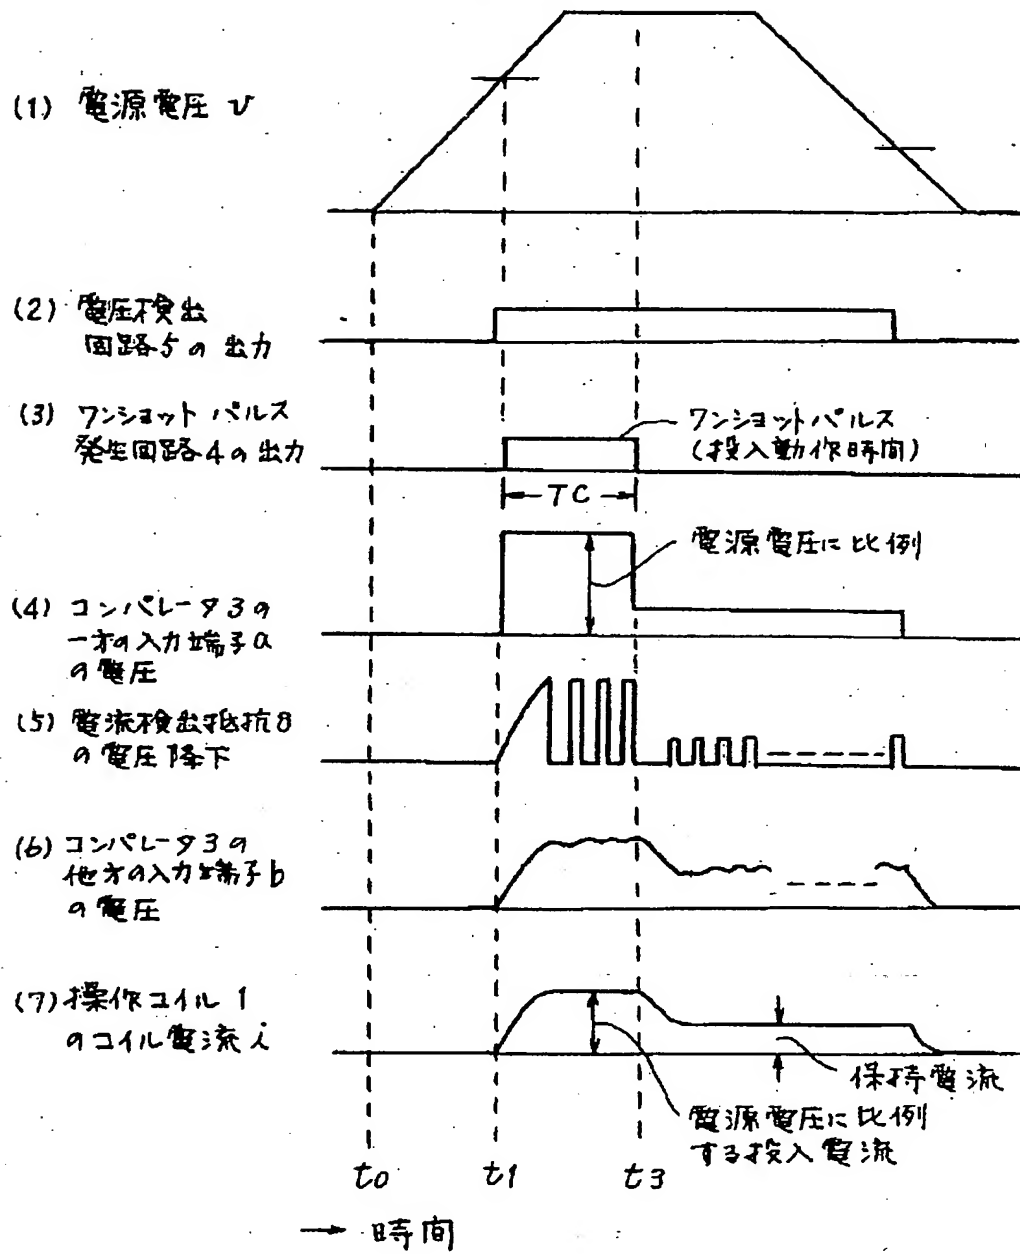 (1) 電源電圧 v
(2) 電圧検出
回路5の出力
(3) ワンショットパルス
発生回路4の出力
ワンショットパルス
(投入動作時間)
TC
電源電圧に比例
(4) コンパレータ3の
一方の入力端子a
の電圧
(5) 電流検出抵抗8
の電圧降下
(6) コンパレータ3の
他方の入力端子b
の電圧
(7) 操作コイル1
のコイル電流 i
保持電流
電源電圧に比例
する投入電流
t0 t1 t3
→ 時間